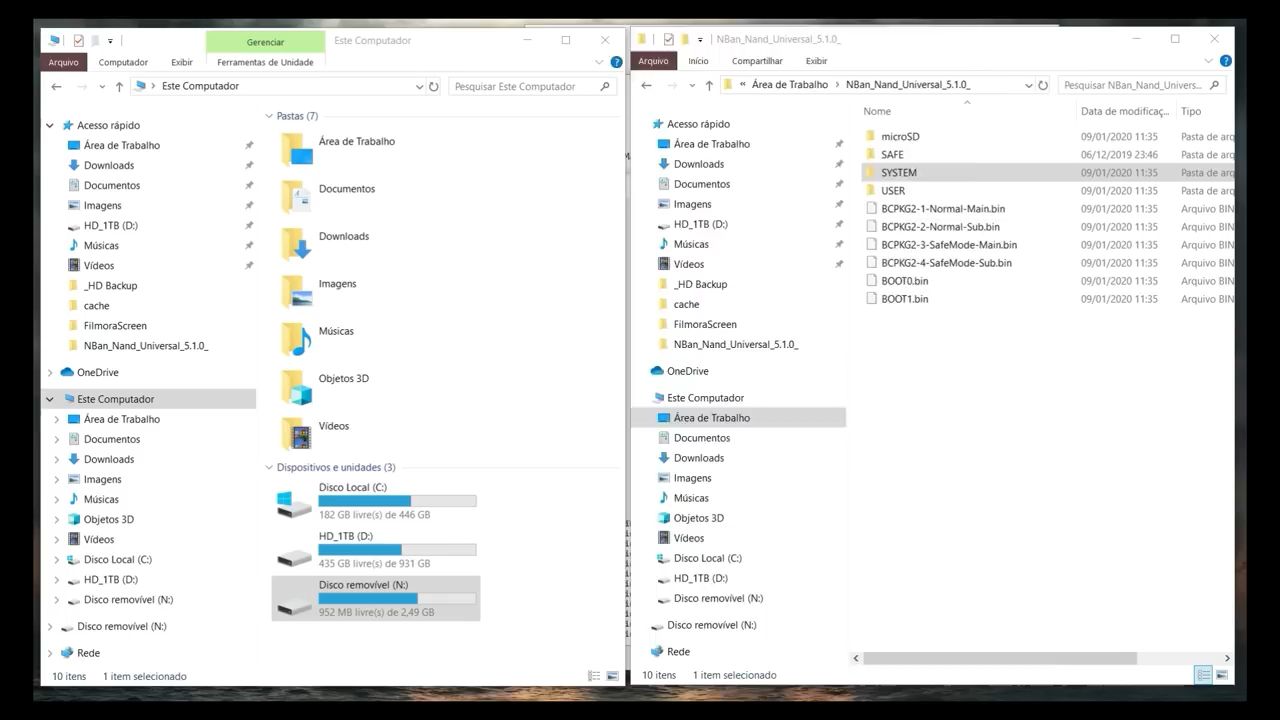 Gerenciar
Este Computador
Arquivo
Computador
Exibir
Ferramentas de Unidade
Este Computador
Pesquisar Este Computador
Acesso rápido
Área de Trabalho
Downloads
Documentos
Imagens
HD_1TB (D:)
Músicas
Vídeos
_HD Backup
cache
FilmoraScreen
NBan_Nand_Universal_5.1.0_
OneDrive
Este Computador
Área de Trabalho
Documentos
Downloads
Imagens
Músicas
Objetos 3D
Vídeos
Disco Local (C:)
HD_1TB (D:)
Disco removível (N:)
Disco removível (N:)
Rede
Pastas (7)
Área de Trabalho
Documentos
Downloads
Imagens
Músicas
Objetos 3D
Vídeos
Dispositivos e unidades (3)
Disco Local (C:)
182 GB livre(s) de 446 GB
HD_1TB (D:)
435 GB livre(s) de 931 GB
Disco removível (N:)
952 MB livre(s) de 2,49 GB
10 itens 1 item selecionado
NBan_Nand_Universal_5.1.0_
Arquivo
Início
Compartilhar
Exibir
« Área de Trabalho > NBan_Nand_Universal_5.1.0_
Pesquisar NBan_Nand_Univers...
Acesso rápido
Área de Trabalho
Downloads
Documentos
Imagens
HD_1TB (D:)
Músicas
Vídeos
_HD Backup
cache
FilmoraScreen
NBan_Nand_Universal_5.1.0_
OneDrive
Este Computador
Área de Trabalho
Documentos
Downloads
Imagens
Músicas
Objetos 3D
Vídeos
Disco Local (C:)
HD_1TB (D:)
Disco removível (N:)
Disco removível (N:)
Rede
Nome Data de modificaç... Tipo
microSD 09/01/2020 11:35 Pasta de arq
SAFE 06/12/2019 23:46 Pasta de arq
SYSTEM 09/01/2020 11:35 Pasta de arq
USER 09/01/2020 11:35 Pasta de arq
BCPKG2-1-Normal-Main.bin 09/01/2020 11:35 Arquivo BIN
BCPKG2-2-Normal-Sub.bin 09/01/2020 11:35 Arquivo BIN
BCPKG2-3-SafeMode-Main.bin 09/01/2020 11:35 Arquivo BIN
BCPKG2-4-SafeMode-Sub.bin 09/01/2020 11:35 Arquivo BIN
BOOT0.bin 09/01/2020 11:35 Arquivo BIN
BOOT1.bin 09/01/2020 11:35 Arquivo BIN
10 itens 1 item selecionado